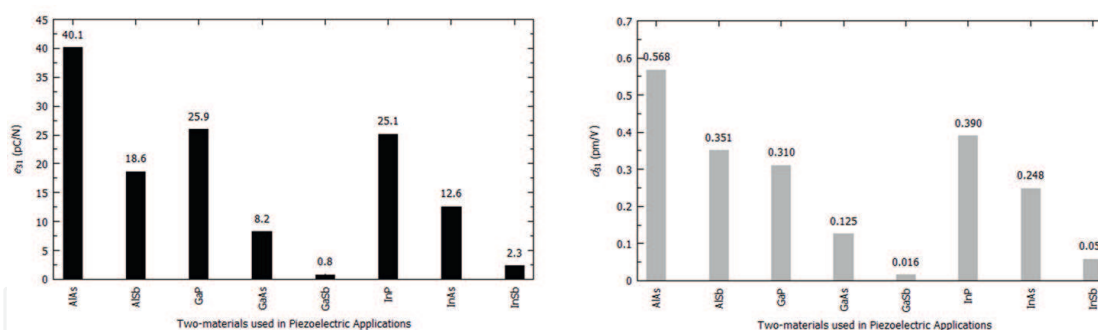 45
40
35
30
25
20
15
10
5
0
e31 (pC/N)
40.1
18.6
25.9
8.2
0.8
25.1
12.6
2.3
AlAs
AlSb
GaP
GaAs
GaSb
InP
InAs
InSb
Two-materials used in Piezoelectric Applications
0.7
0.6
0.5
0.4
0.3
0.2
0.1
0
d31 (pm/V)
0.568
0.351
0.310
0.125
0.016
0.390
0.248
0.05
AlAs
AlSb
GaP
GaAs
GaSb
InP
InAs
InSb
Two-materials used in Piezoelectric Applications